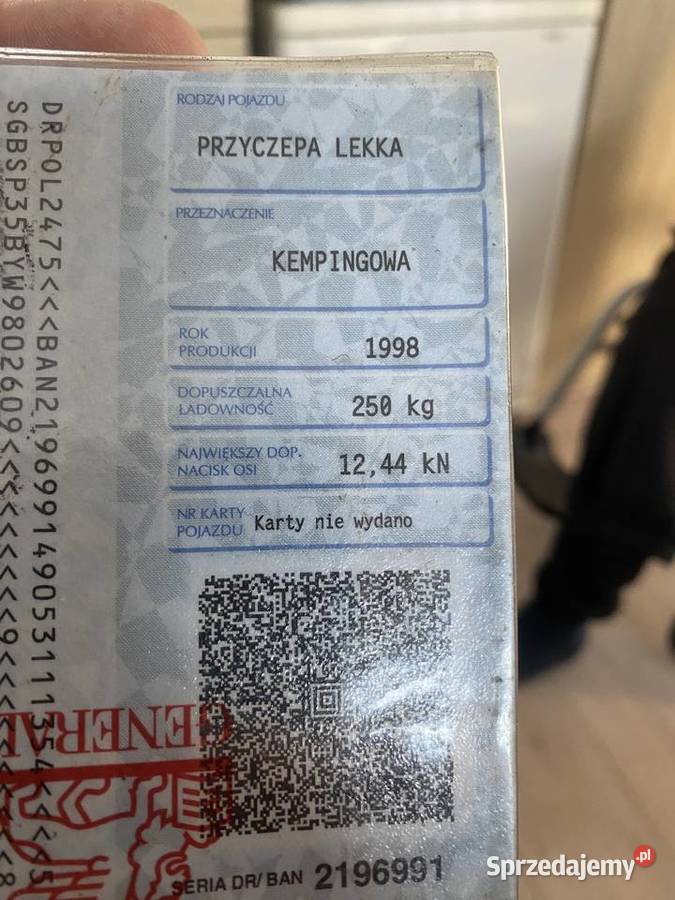 RODZAJ POJAZDU
PRZYCZEPA LEKKA
PRZEZNACZENIE
KEMPINGOWA
ROK
PRODUKCJI
1998
DOPUSZCZALNA
ŁADOWNOŚĆ
250 kg
NAJWIĘKSZY DOP.
NACISK OSI
12,44 kN
NR KARTY
POJAZDU
Karty nie wydano
SERIA DR/BAN 2196991
GENERAL
Sprzedajemy.pl